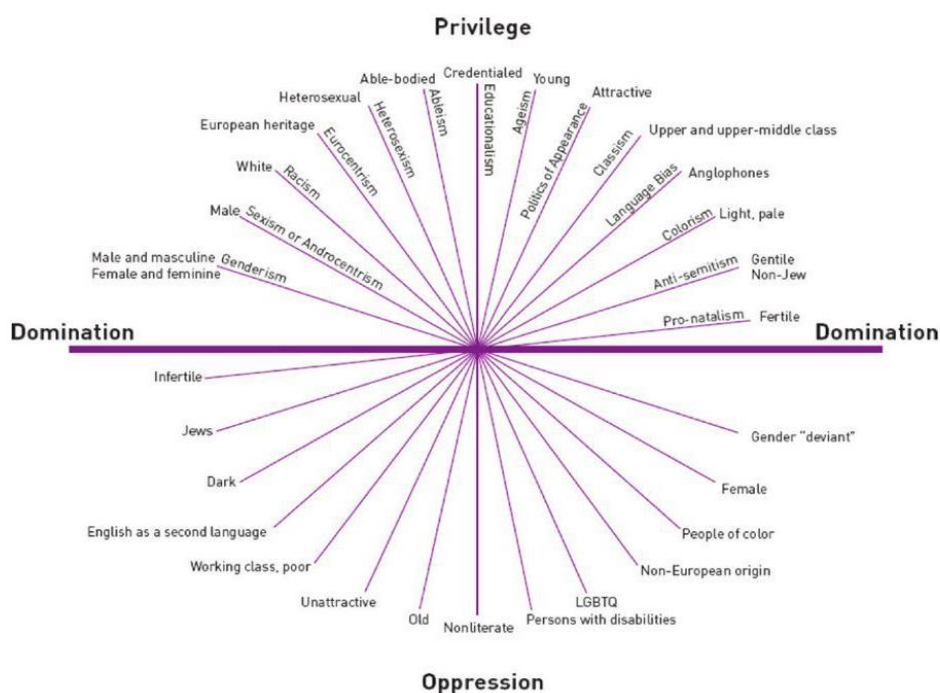 Privilege
Credentialed
Able-bodied
Young
Heterosexual
Attractive
European heritage
Upper and upper-middle class
White
Anglophones
Male
Light, pale
Male and masculine
Female and feminine
Gentile
Non-Jew
Fertile
Genderism
Sexism or Androcentrism
Racism
Eurocentrism
Heterosexism
Ableism
Educationalism
Ageism
Politics of Appearance
Classism
Language Bias
Colorism
Anti-semitism
Pro-natalism
Domination
Domination
Infertile
Jews
Gender "deviant"
Dark
Female
English as a second language
People of color
Working class, poor
Non-European origin
Unattractive
LGBTQ
Old
Nonliterate
Persons with disabilities
Oppression